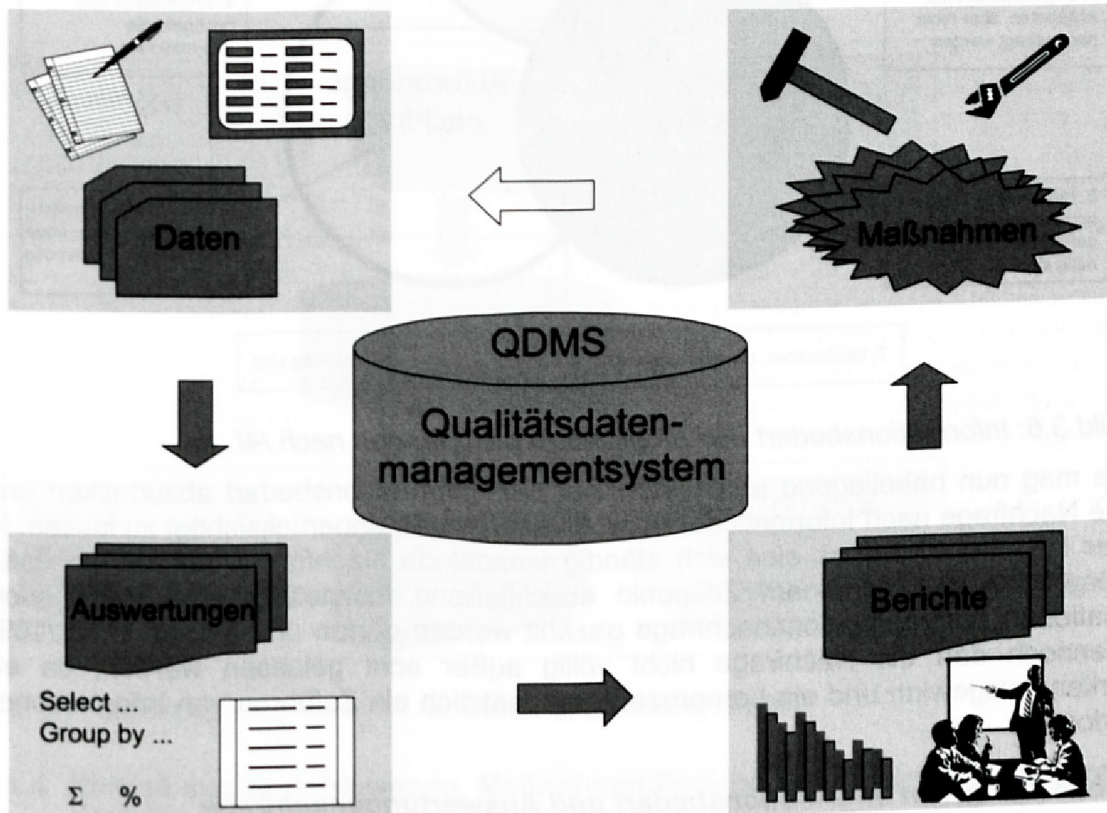 Daten
Maßnahmen
QDMS
Qualitätsdaten-
managementsystem
Auswertungen
Berichte
Select ...
Group by ...
Σ %